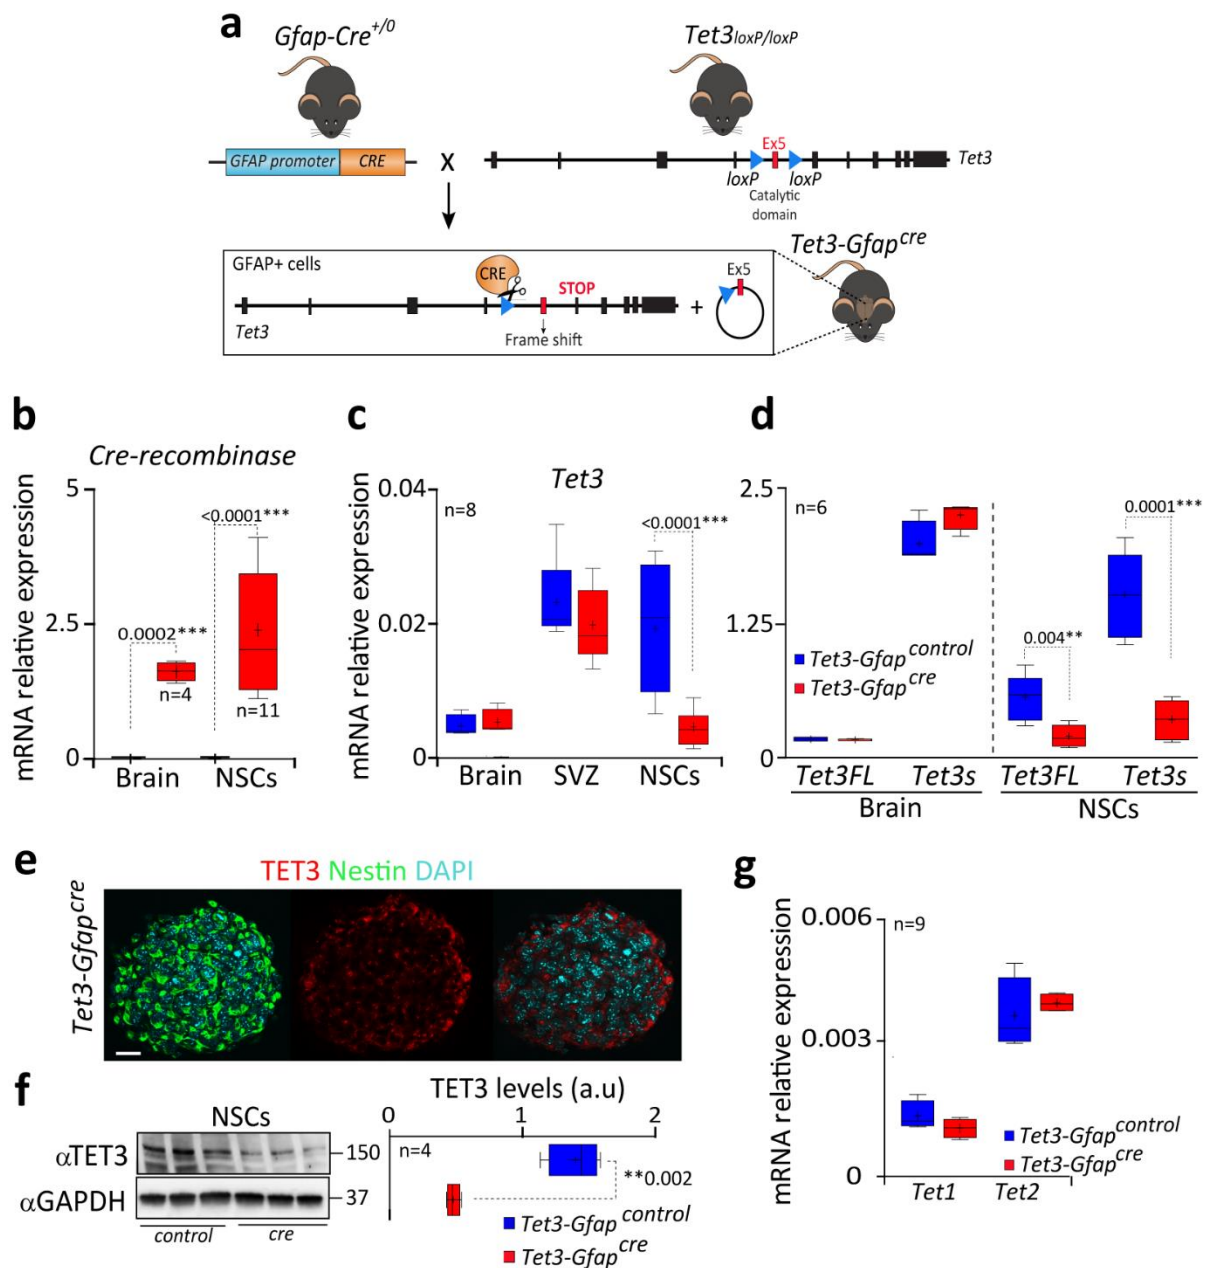 a
Gfap-Cre+/0
Tet3loxP/loxP
GFAP promoter CRE
X
Ex5
loxP loxP
Tet3
Catalytic
domain
Tet3-Gfapcre
GFAP+ cells
CRE
STOP
Ex5
+
Tet3
Frame shift
b
Cre-recombinase
mRNA relative expression
5
2.5
0
<0.0001***
0.0002***
n=4
n=11
Brain NSCs
c
Tet3
mRNA relative expression
0.04
0.02
0
n=8
<0.0001***
Brain SVZ NSCs
d
2.5
1.25
0
n=6
0.0001***
0.004**
Tet3-Gfapcontrol
Tet3-Gfapcre
Tet3FL Tet3s Tet3FL Tet3s
Brain NSCs
e
TET3 Nestin DAPI
Tet3-Gfapcre
f
NSCs
αTET3
150
αGAPDH
37
control cre
TET3 levels (a.u)
0 1 2
n=4
**0.002
Tet3-Gfapcontrol
Tet3-Gfapcre
g
mRNA relative expression
0.006
0.003
0
n=9
Tet3-Gfapcontrol
Tet3-Gfapcre
Tet1 Tet2